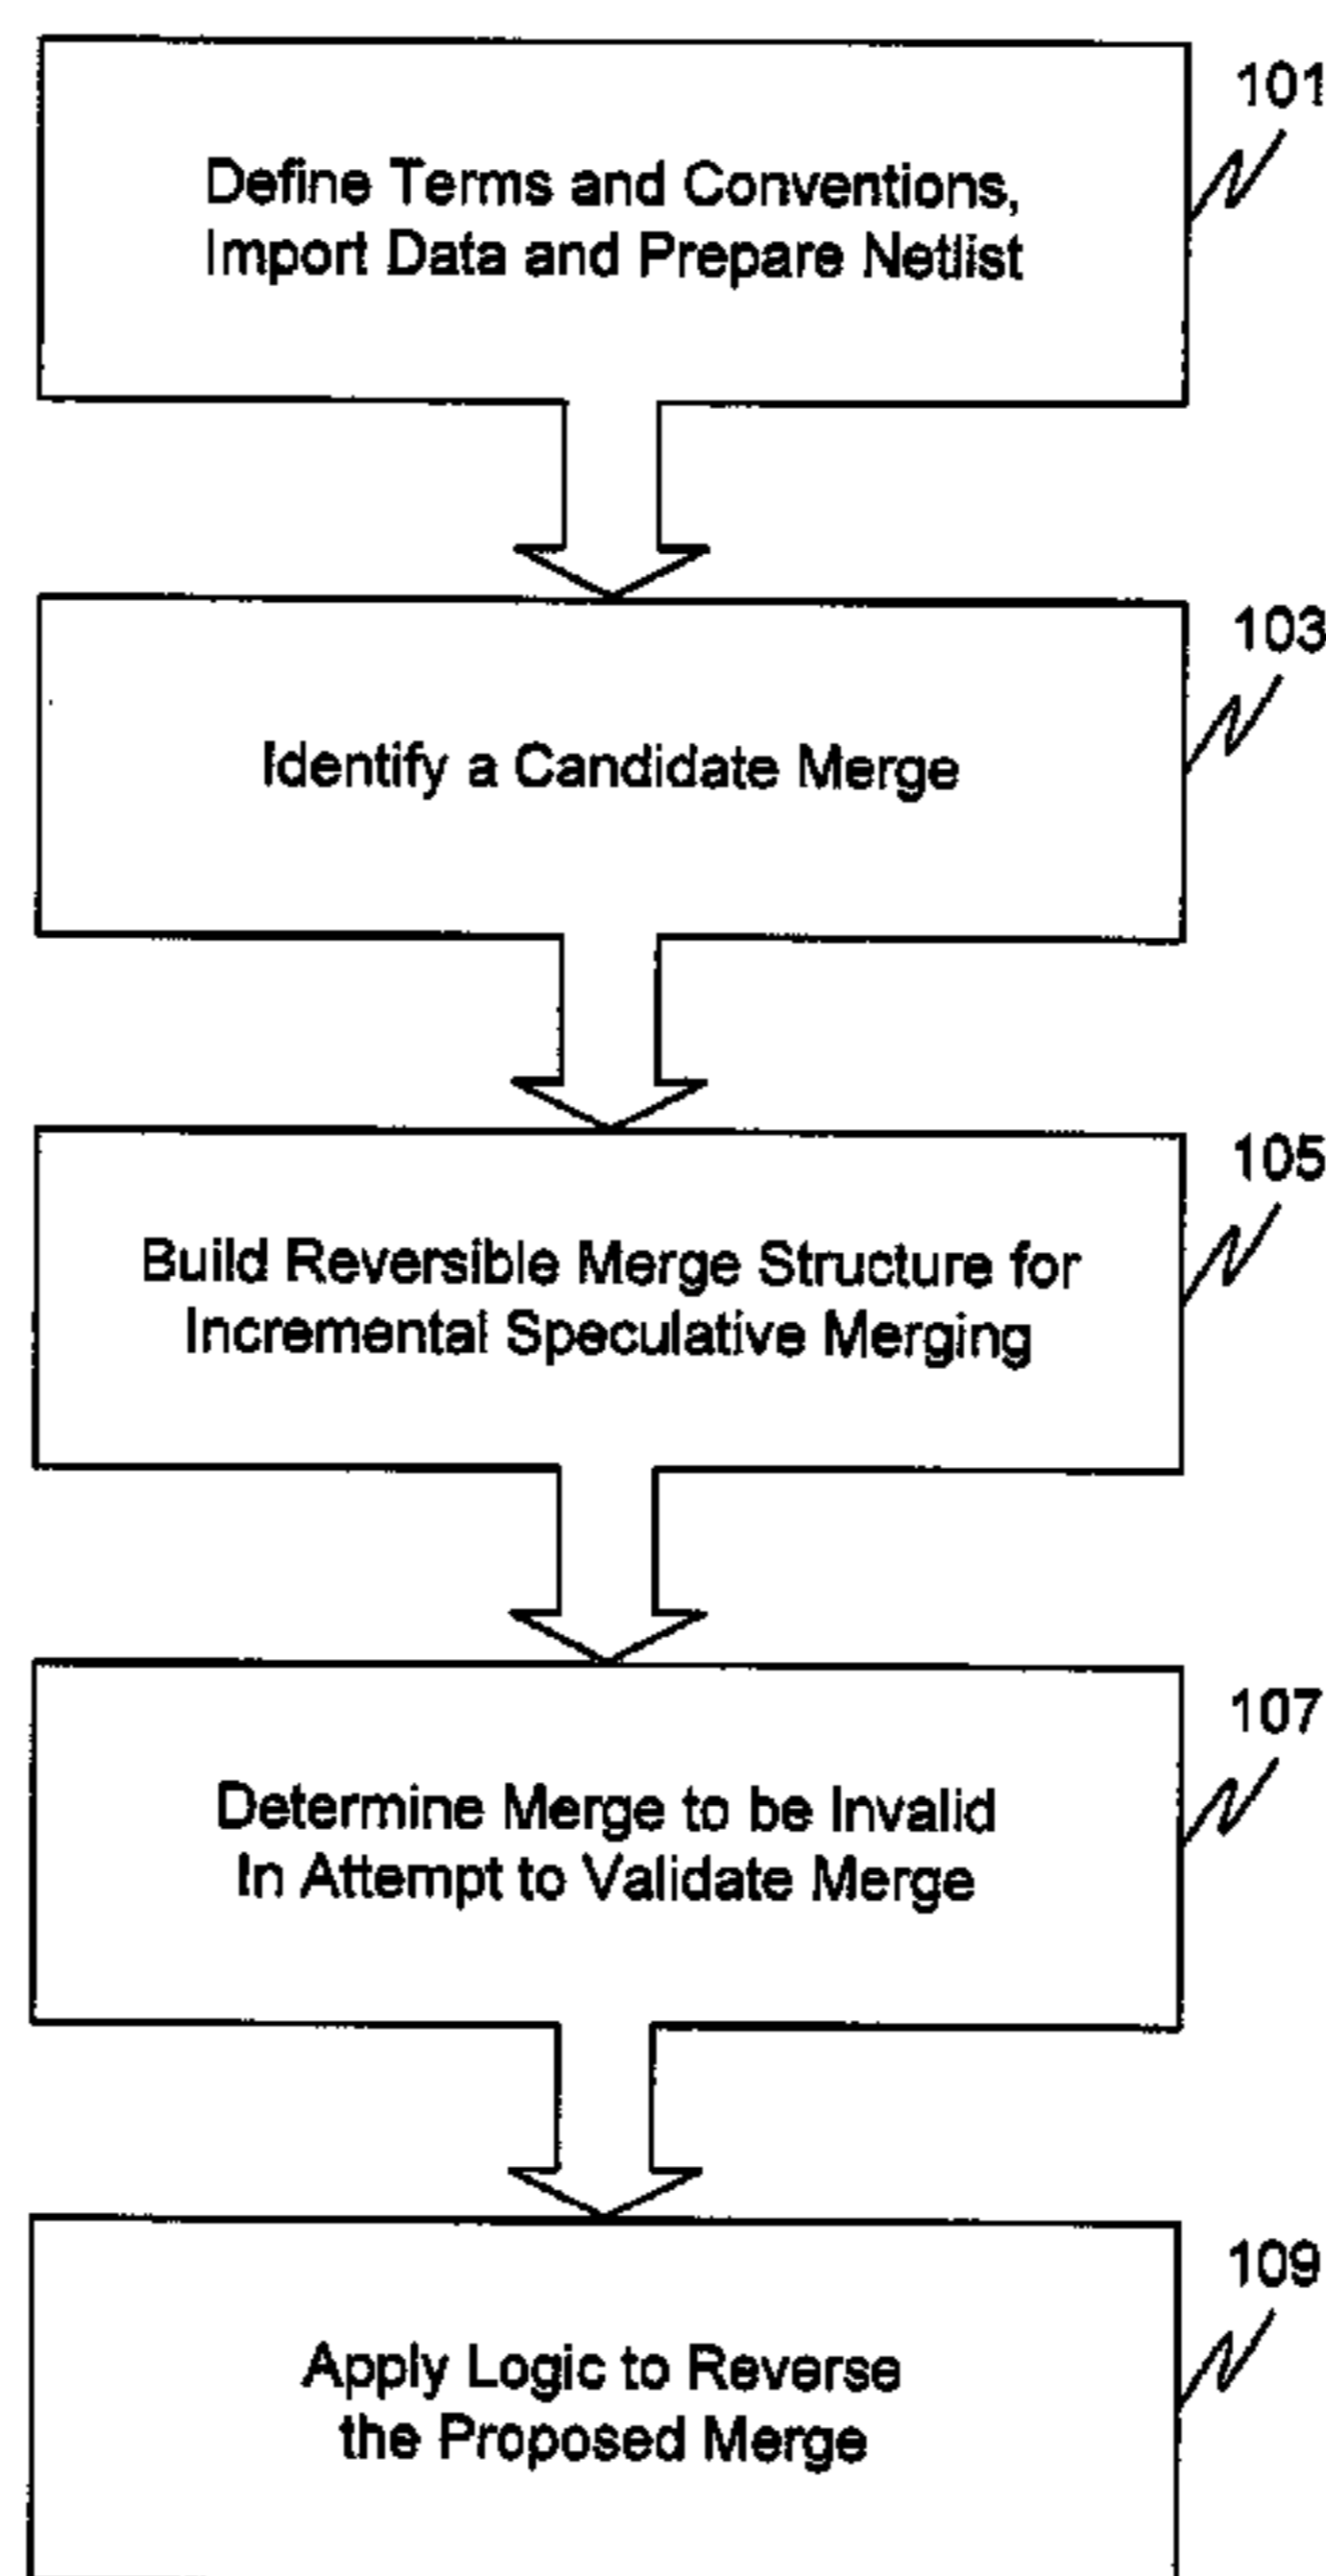 101
Define Terms and Conventions,
Import Data and Prepare Netlist
103
Identify a Candidate Merge
105
Build Reversible Merge Structure for
Incremental Speculative Merging
107
Determine Merge to be Invalid
In Attempt to Validate Merge
109
Apply Logic to Reverse
the Proposed Merge